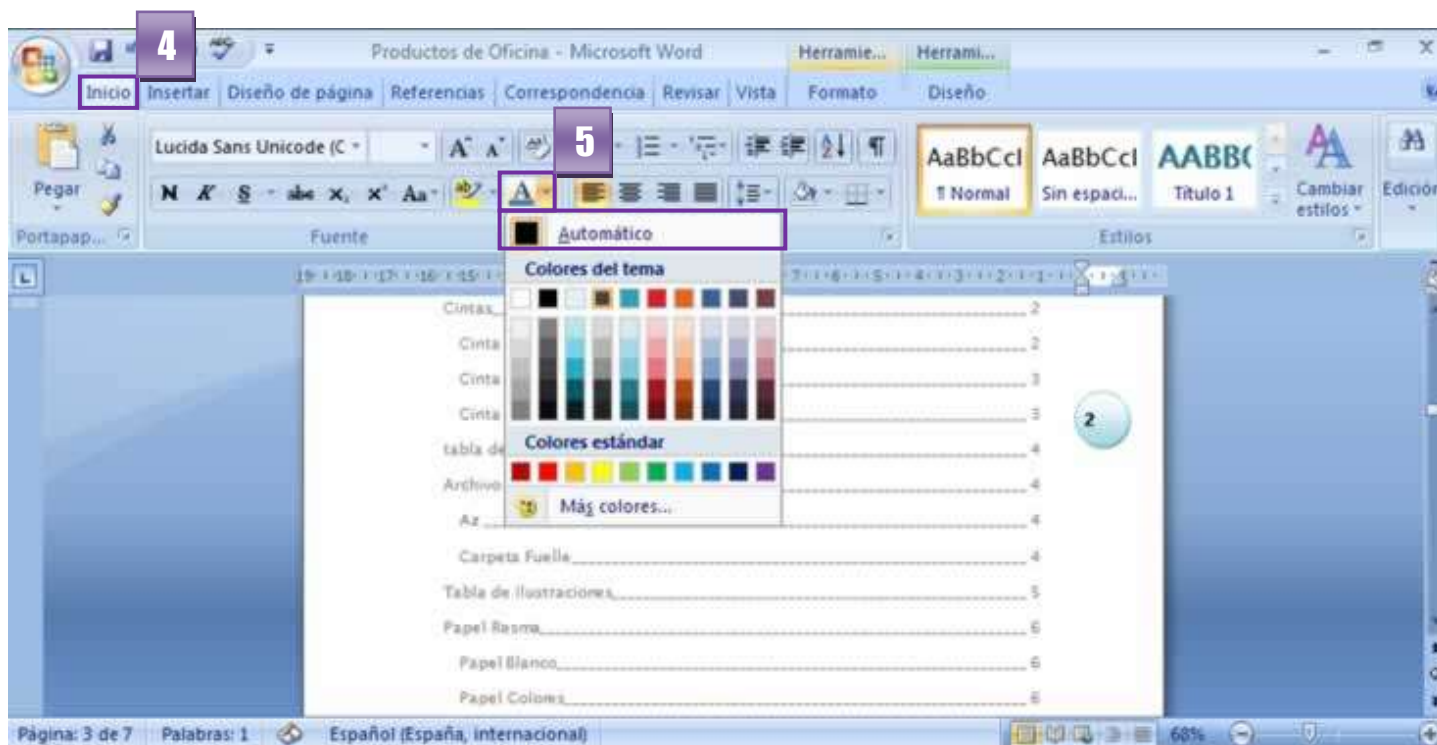 4
Productos de Oficina - Microsoft Word Herramie... Herrami...
Inicio Insertar Diseño de página Referencias Correspondencia Revisar Vista Formato Diseño
5
Lucida Sans Unicode (C
AaBbCcI AaBbCcI AABB(
Pegar
N K S abc X₂ X² Aa A
¶ Normal Sin espaci... Título 1 Cambiar estilos Edición
Portapap... Fuente Estilos
Automático
Colores del tema
Cintas 2
Cinta 2
Cinta 3
Cinta 3
2
Colores estándar
tabla de 4
Archivo 4
Más colores...
Az 4
Carpeta Fuelle 4
Tabla de ilustraciones 5
Papel Resma 6
Papel Blanco 6
Papel Colores 6
Página: 3 de 7 Palabras: 1 Español (España, internacional) 68%